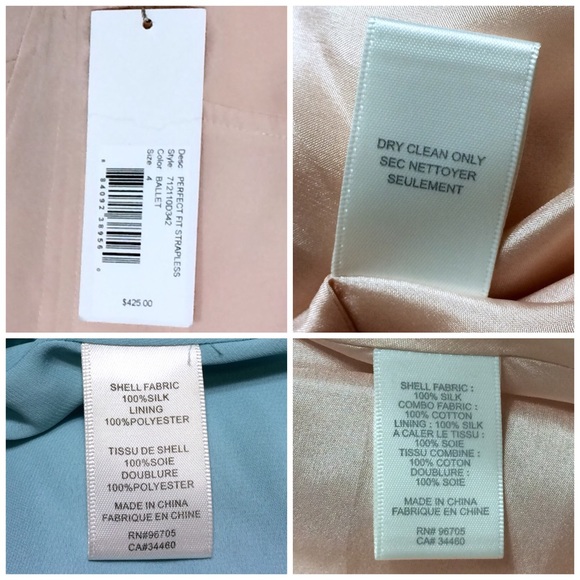 Desc: PERFECT FIT STRAPLESS
Style: 712110D342
Color: BALLET
Size: 4
84092 38956
$425.00
DRY CLEAN ONLY
SEC NETTOYER
SEULEMENT
SHELL FABRIC
100%SILK
LINING
100%POLYESTER
TISSU DE SHELL
100%SOIE
DOUBLURE
100%POLYESTER
MADE IN CHINA
FABRIQUE EN CHINE
RN#96705
CA#34460
SHELL FABRIC :
100% SILK
COMBO FABRIC :
100% COTTON
LINING : 100% SILK
A CALER LE TISSU :
100% SOIE
TISSU COMBINE :
100% COTON
DOUBLURE :
100% SOIE
MADE IN CHINA
FABRIQUE EN CHINE
RN# 96705
CA# 34460